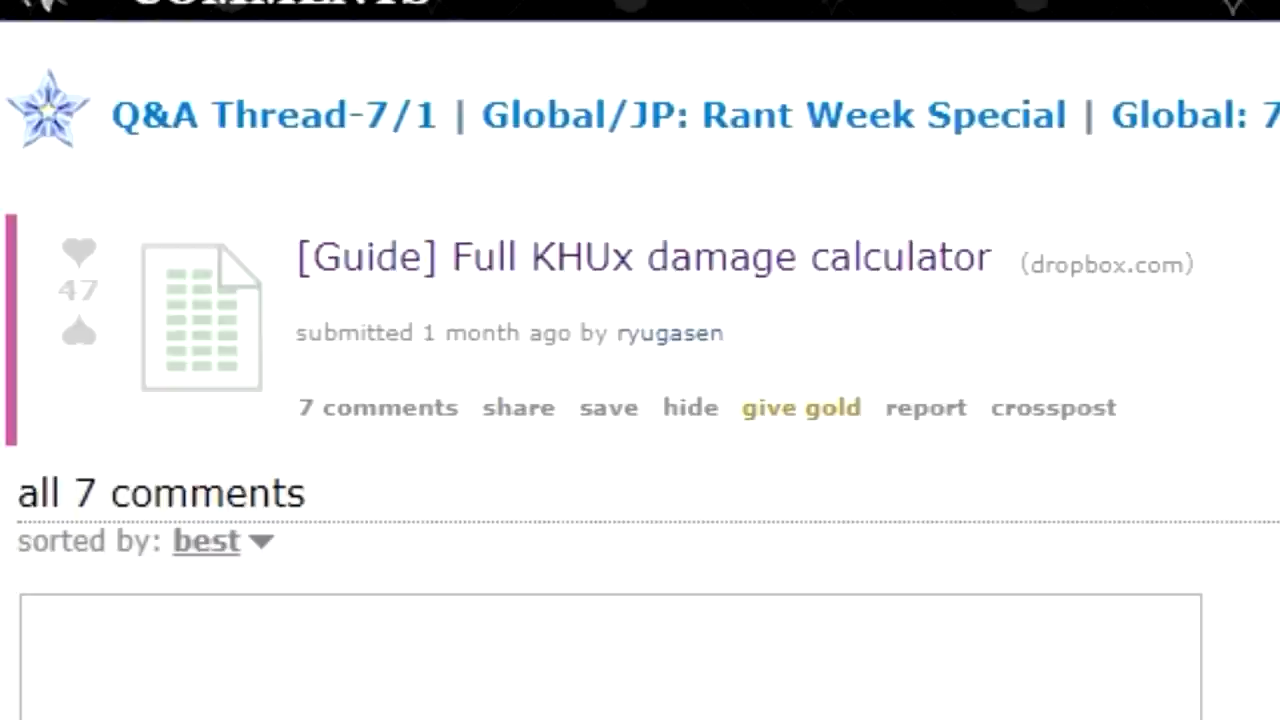 COMMENTS
Q&A Thread-7/1 | Global/JP: Rant Week Special | Global: 7
[Guide] Full KHUx damage calculator (dropbox.com)
47
submitted 1 month ago by ryugasen
7 comments share save hide give gold report crosspost
all 7 comments
sorted by: best